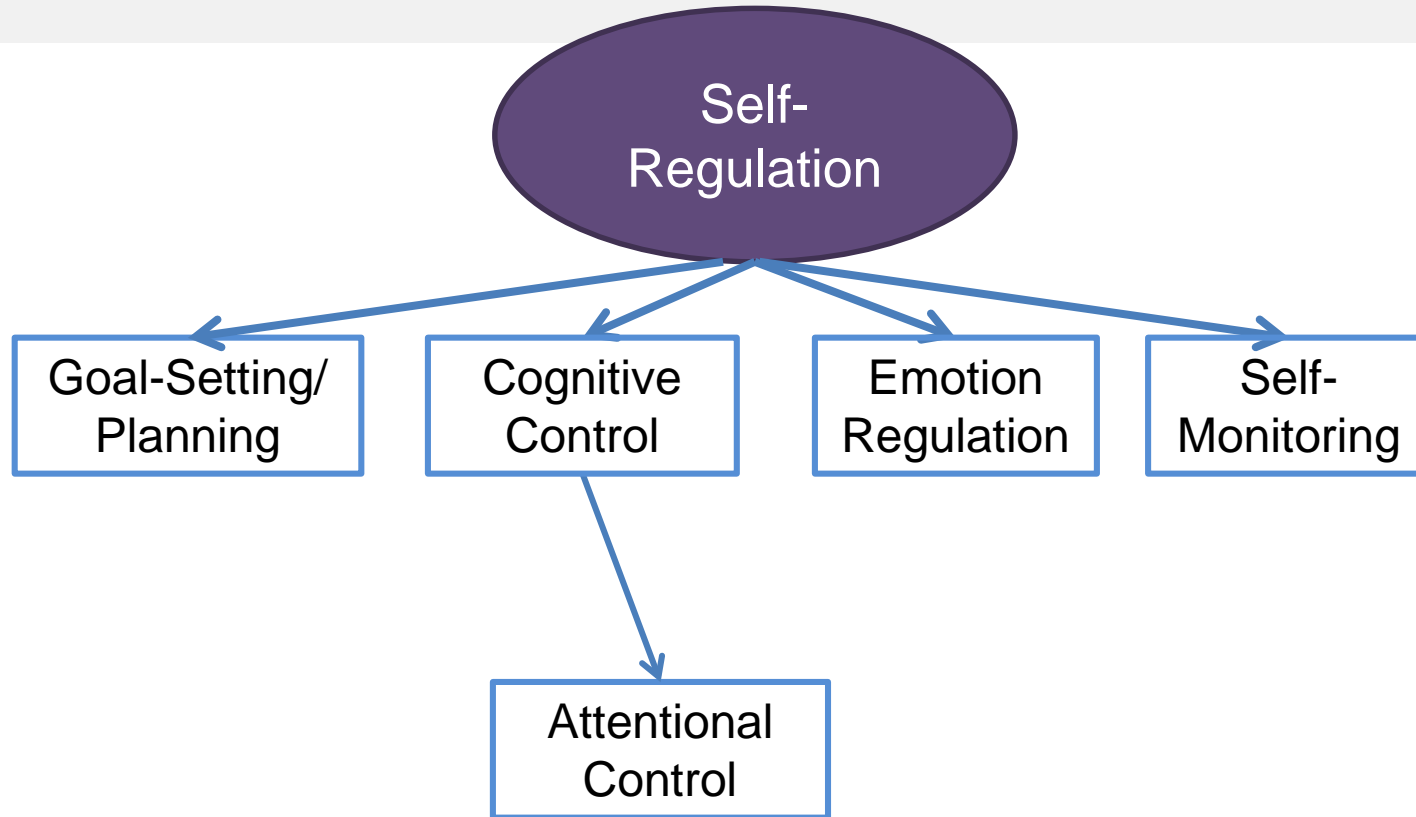 Self-
Regulation
Goal-Setting/
Planning
Cognitive
Control
Emotion
Regulation
Self-
Monitoring
Attentional
Control